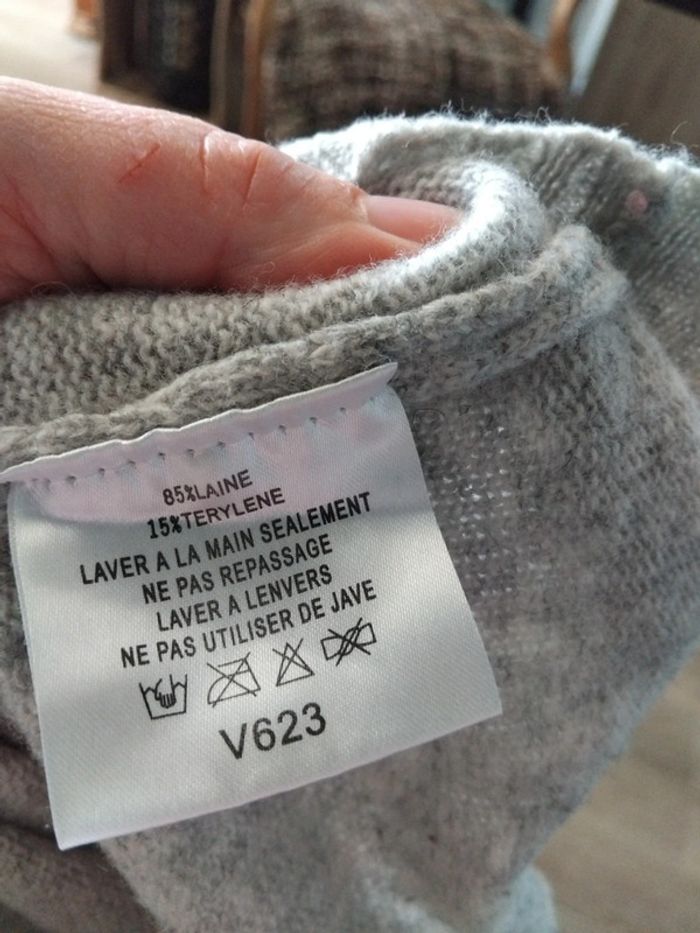 85%LAINE
15%TERYLENE
LAVER A LA MAIN SEALEMENT
NE PAS REPASSAGE
LAVER A LENVERS
NE PAS UTILISER DE JAVE
V623